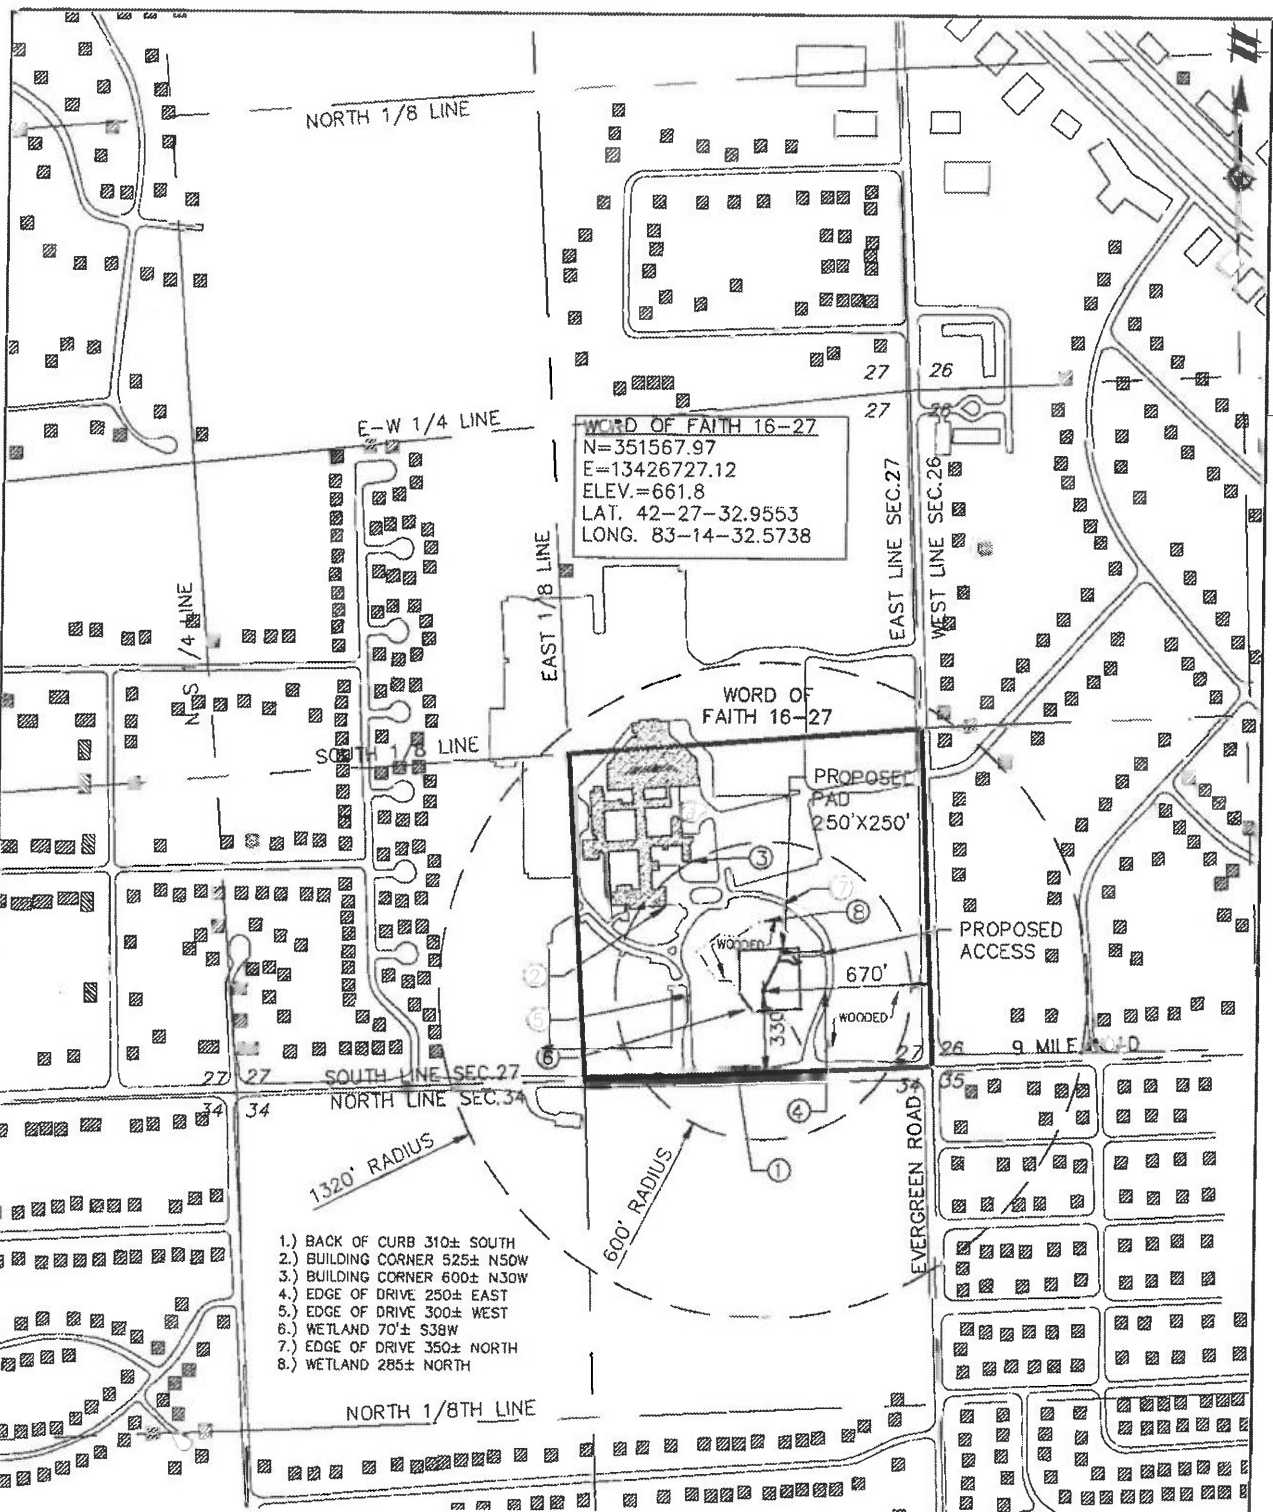 NORTH 1/8 LINE
27 26
27 26
E-W 1/4 LINE
WORD OF FAITH 16-27
N=351567.97
E=13426727.12
ELEV.=661.8
LAT. 42-27-32.9553
LONG. 83-14-32.5738
EAST LINE SEC.27
WEST LINE SEC.26
EAST 1/8 LINE
N-S 1/4 LINE
WORD OF
FAITH 16-27
SOUTH 1/8 LINE
PROPOSED
PAD
250'X250'
3
7
8
WOODED
PROPOSED
ACCESS
2
670'
5
WOODED
330'
6
27 26
9 MILE ROAD
27 27
SOUTH LINE SEC.27
34 35
34 34
NORTH LINE SEC.34
4
1320' RADIUS
1
600' RADIUS
EVERGREEN ROAD
1.) BACK OF CURB 310± SOUTH
2.) BUILDING CORNER 525± N50W
3.) BUILDING CORNER 600± N30W
4.) EDGE OF DRIVE 250± EAST
5.) EDGE OF DRIVE 300± WEST
6.) WETLAND 70'± S38W
7.) EDGE OF DRIVE 350± NORTH
8.) WETLAND 285± NORTH
NORTH 1/8TH LINE